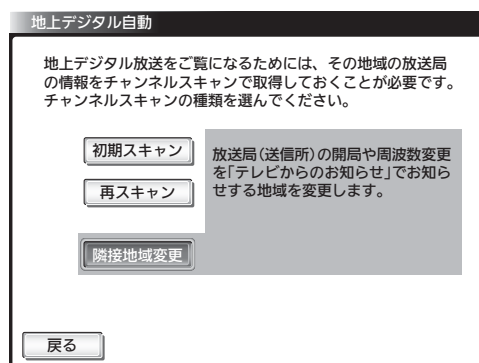 地上デジタル自動
地上デジタル放送をご覧になるためには、その地域の放送局
の情報をチャンネルスキャンで取得しておくことが必要です。
チャンネルスキャンの種類を選んでください。
初期スキャン
再スキャン
隣接地域変更
放送局(送信所)の開局や周波数変更
を｢テレビからのお知らせ｣でお知ら
せする地域を変更します。
戻る